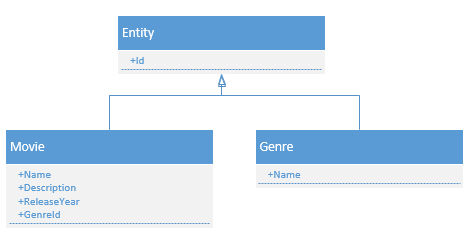 Entity
+Id
Movie
+Name
+Description
+ReleaseYear
+GenreId
Genre
+Name